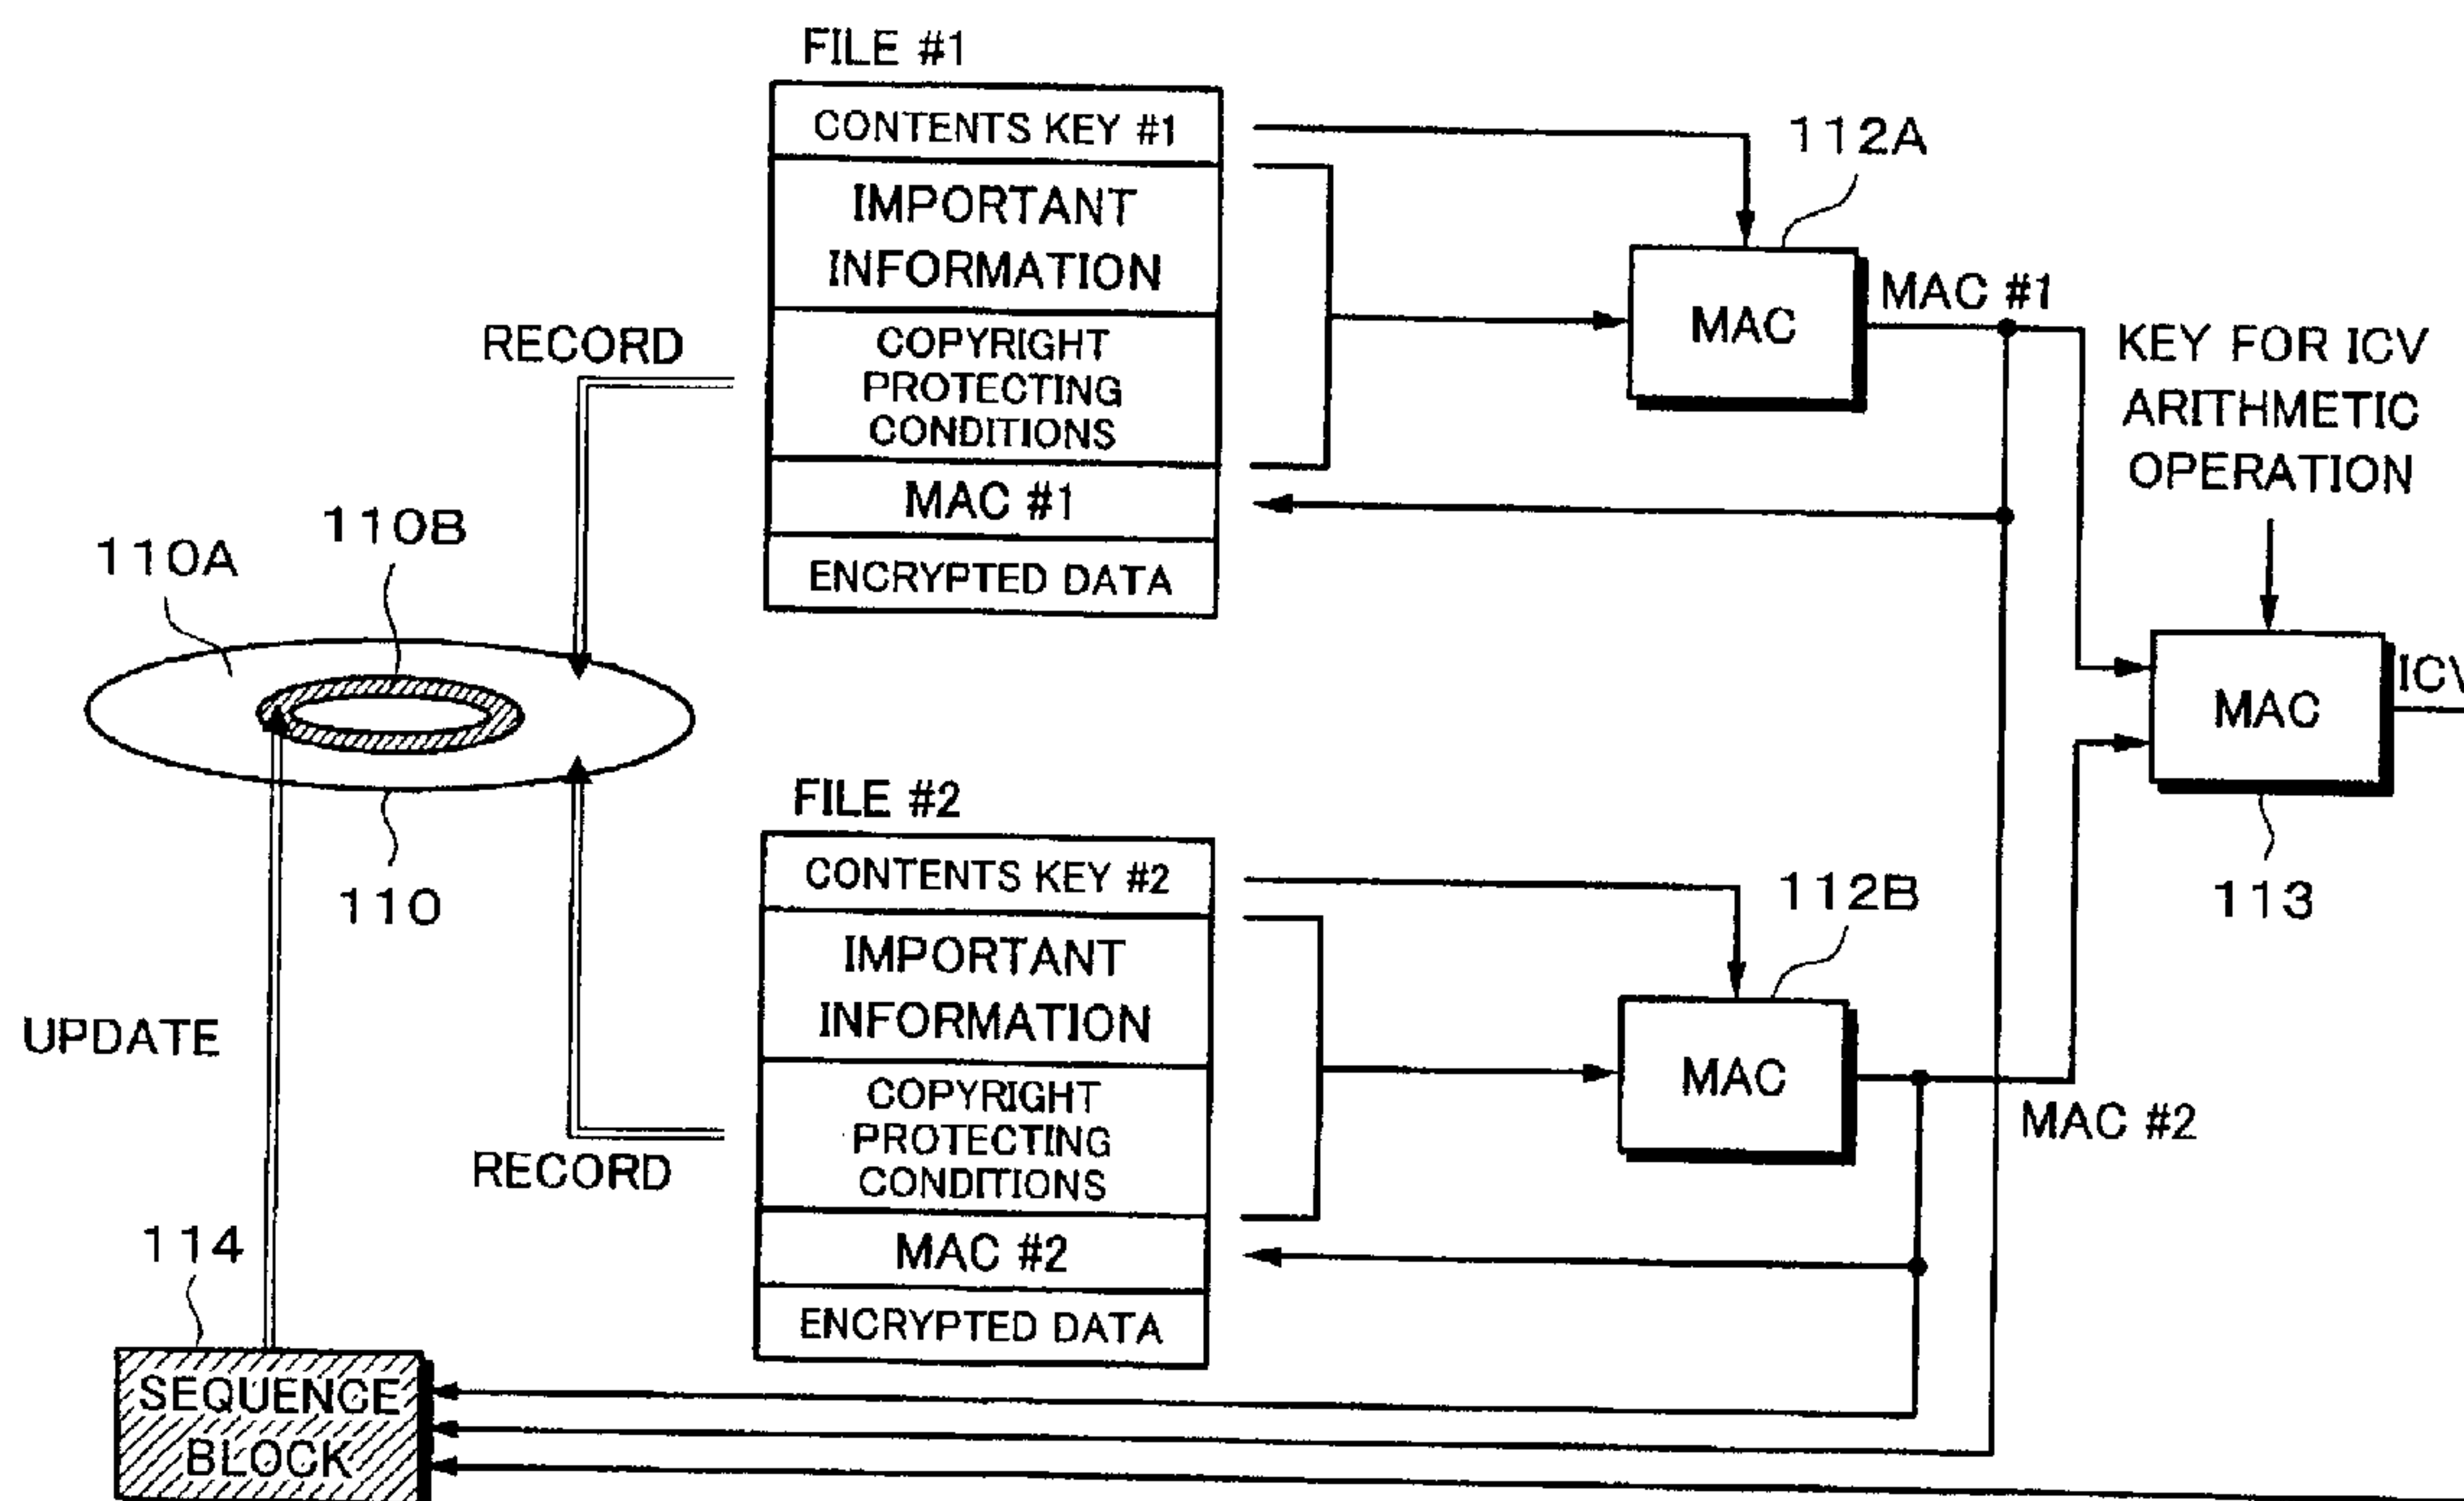 FILE #1
CONTENTS KEY #1
IMPORTANT
INFORMATION
COPYRIGHT
PROTECTING
CONDITIONS
MAC #1
ENCRYPTED DATA
RECORD
112A
MAC
MAC #1
KEY FOR ICV
ARITHMETIC
OPERATION
110A
110B
110
MAC
ICV
113
FILE #2
CONTENTS KEY #2
IMPORTANT
INFORMATION
COPYRIGHT
PROTECTING
CONDITIONS
MAC #2
ENCRYPTED DATA
RECORD
112B
MAC
MAC #2
UPDATE
114
SEQUENCE
BLOCK